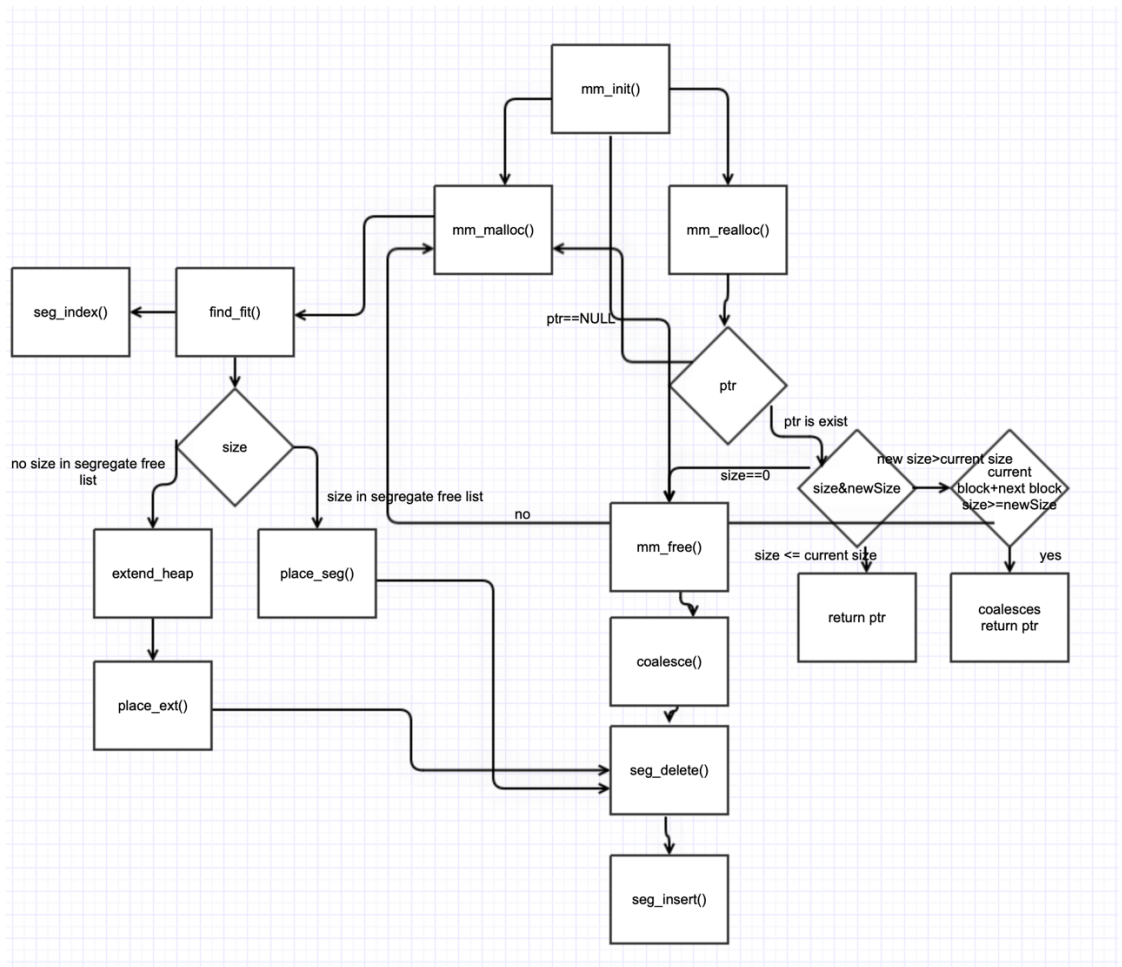 mm_init()
mm_malloc()
mm_realloc()
seg_index()
find_fit()
ptr==NULL
ptr
ptr is exist
size
new size>current size
current
block+next block
size>=newSize
no size in segregate free
list
size==0
size&newSize
size in segregate free list
no
mm_free()
size <= current size
yes
extend_heap
place_seg()
return ptr
coalesces
return ptr
coalesce()
place_ext()
seg_delete()
seg_insert()